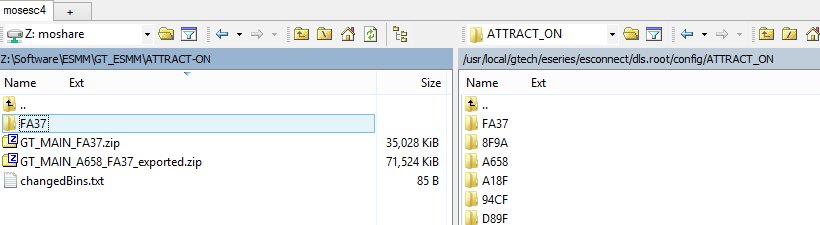 mosesc4 +
Z: moshare
ATTRACT_ON
Z:\Software\ESMM\GT_ESMM\ATTRACT-ON
/usr/local/gtech/eseries/esconnect/dls.root/config/ATTRACT_ON
Name Ext Size
Name Ext
..
FA37
GT_MAIN_FA37.zip 35,028 KiB
GT_MAIN_A658_FA37_exported.zip 71,524 KiB
changedBins.txt 85 B
..
FA37
8F9A
A658
A18F
94CF
D89F